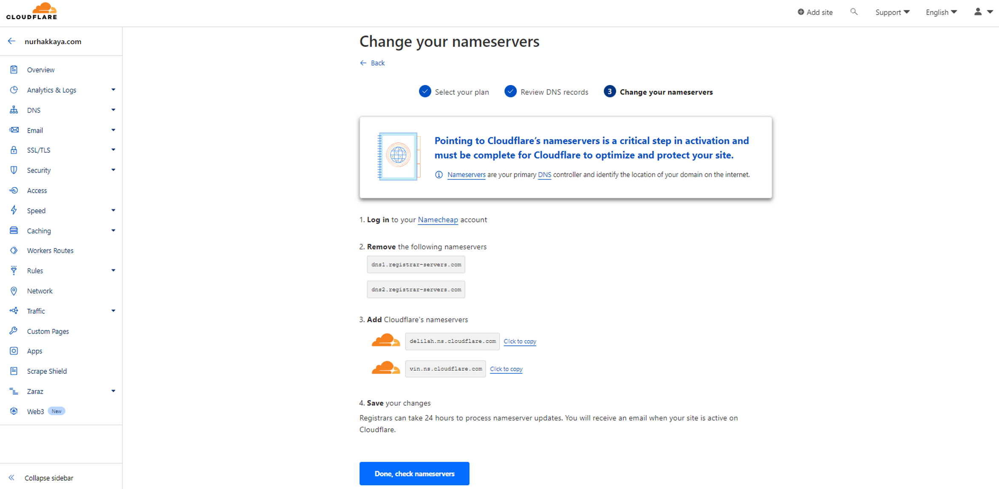 CLOUDFLARE
Add site
Support
English
nurhakkaya.com
Overview
Analytics & Logs
DNS
Email
SSL/TLS
Security
Access
Speed
Caching
Workers Routes
Rules
Network
Traffic
Custom Pages
Apps
Scrape Shield
Zaraz
Web3 New
Collapse sidebar
Change your nameservers
Back
Select your plan
Review DNS records
3 Change your nameservers
Pointing to Cloudflare’s nameservers is a critical step in activation and
must be complete for Cloudflare to optimize and protect your site.
Nameservers are your primary DNS controller and identify the location of your domain on the internet.
1. Log in to your Namecheap account
2. Remove the following nameservers
dns1.registrar-servers.com
dns2.registrar-servers.com
3. Add Cloudflare's nameservers
delilah.ns.cloudflare.com Click to copy
vin.ns.cloudflare.com Click to copy
4. Save your changes
Registrars can take 24 hours to process nameserver updates. You will receive an email when your site is active on
Cloudflare.
Done, check nameservers